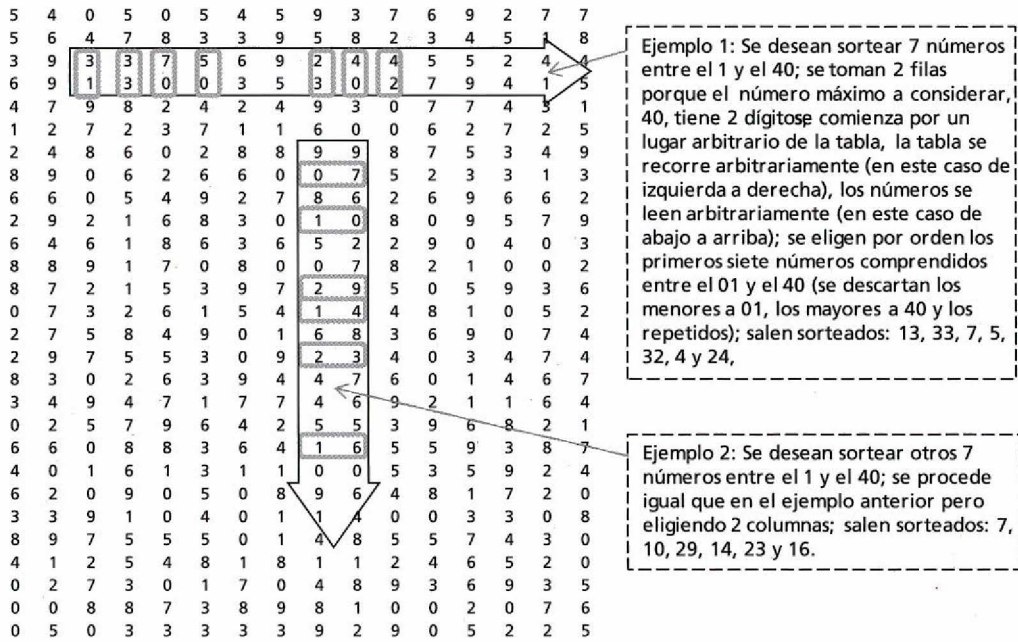 5 4 0 5 0 5 4 5 9 3 7 6 9 2 7 7
5 6 4 7 8 3 3 9 5 8 2 3 4 5 1 8
3 9 3 3 7 5 6 9 2 4 4 5 5 2 4 4
6 9 1 3 0 0 3 5 3 0 2 7 9 4 1 5
4 7 9 8 2 4 2 4 9 3 0 7 7 4 3 1
1 2 7 2 3 7 1 1 6 0 0 6 2 7 2 5
2 4 8 6 0 2 8 8 9 9 8 7 5 3 4 9
8 9 0 6 2 6 6 0 0 7 5 2 3 3 1 3
6 6 0 5 4 9 2 7 8 6 2 6 9 6 6 2
2 9 2 1 6 8 3 0 1 0 8 0 9 5 7 9
6 4 6 1 8 6 3 6 5 2 2 9 0 4 0 3
8 8 9 1 7 0 8 0 0 7 8 2 1 0 0 2
8 7 2 1 5 3 9 7 2 9 5 0 5 9 3 6
0 7 3 2 6 1 5 4 1 4 4 8 1 0 5 2
2 7 5 8 4 9 0 1 6 8 3 6 9 0 7 4
2 9 7 5 5 3 0 9 2 3 4 0 3 4 7 4
8 3 0 2 6 3 9 4 4 7 6 0 1 4 6 7
3 4 9 4 7 1 7 7 4 6 9 2 1 1 6 4
0 2 5 7 9 6 4 2 5 5 3 9 6 8 2 1
6 6 0 8 8 3 6 4 1 6 5 5 9 3 8 7
4 0 1 6 1 3 1 1 0 0 5 3 5 9 2 4
6 2 0 9 0 5 0 8 9 6 4 8 1 7 2 0
3 3 9 1 0 4 0 1 1 4 0 0 3 3 0 8
8 9 7 5 5 5 0 1 4 8 5 5 7 4 3 0
4 1 2 5 4 8 1 8 1 1 2 4 6 5 2 0
0 2 7 3 0 1 7 0 4 8 9 3 6 9 3 5
0 0 8 8 7 3 8 9 8 1 0 0 2 0 7 6
0 5 0 3 3 3 3 3 9 2 9 0 5 2 2 5
Ejemplo 1: Se desean sortear 7 números
entre el 1 y el 40; se toman 2 filas
porque el número máximo a considerar,
40, tiene 2 dígitose comienza por un
lugar arbitrario de la tabla, la tabla se
recorre arbitrariamente (en este caso de
izquierda a derecha), los números se
leen arbitrariamente (en este caso de
abajo a arriba); se eligen por orden los
primeros siete números comprendidos
entre el 01 y el 40 (se descartan los
menores a 01, los mayores a 40 y los
repetidos); salen sorteados: 13, 33, 7, 5,
32, 4 y 24,
Ejemplo 2: Se desean sortear otros 7
números entre el 1 y el 40; se procede
igual que en el ejemplo anterior pero
eligiendo 2 columnas; salen sorteados: 7,
10, 29, 14, 23 y 16.